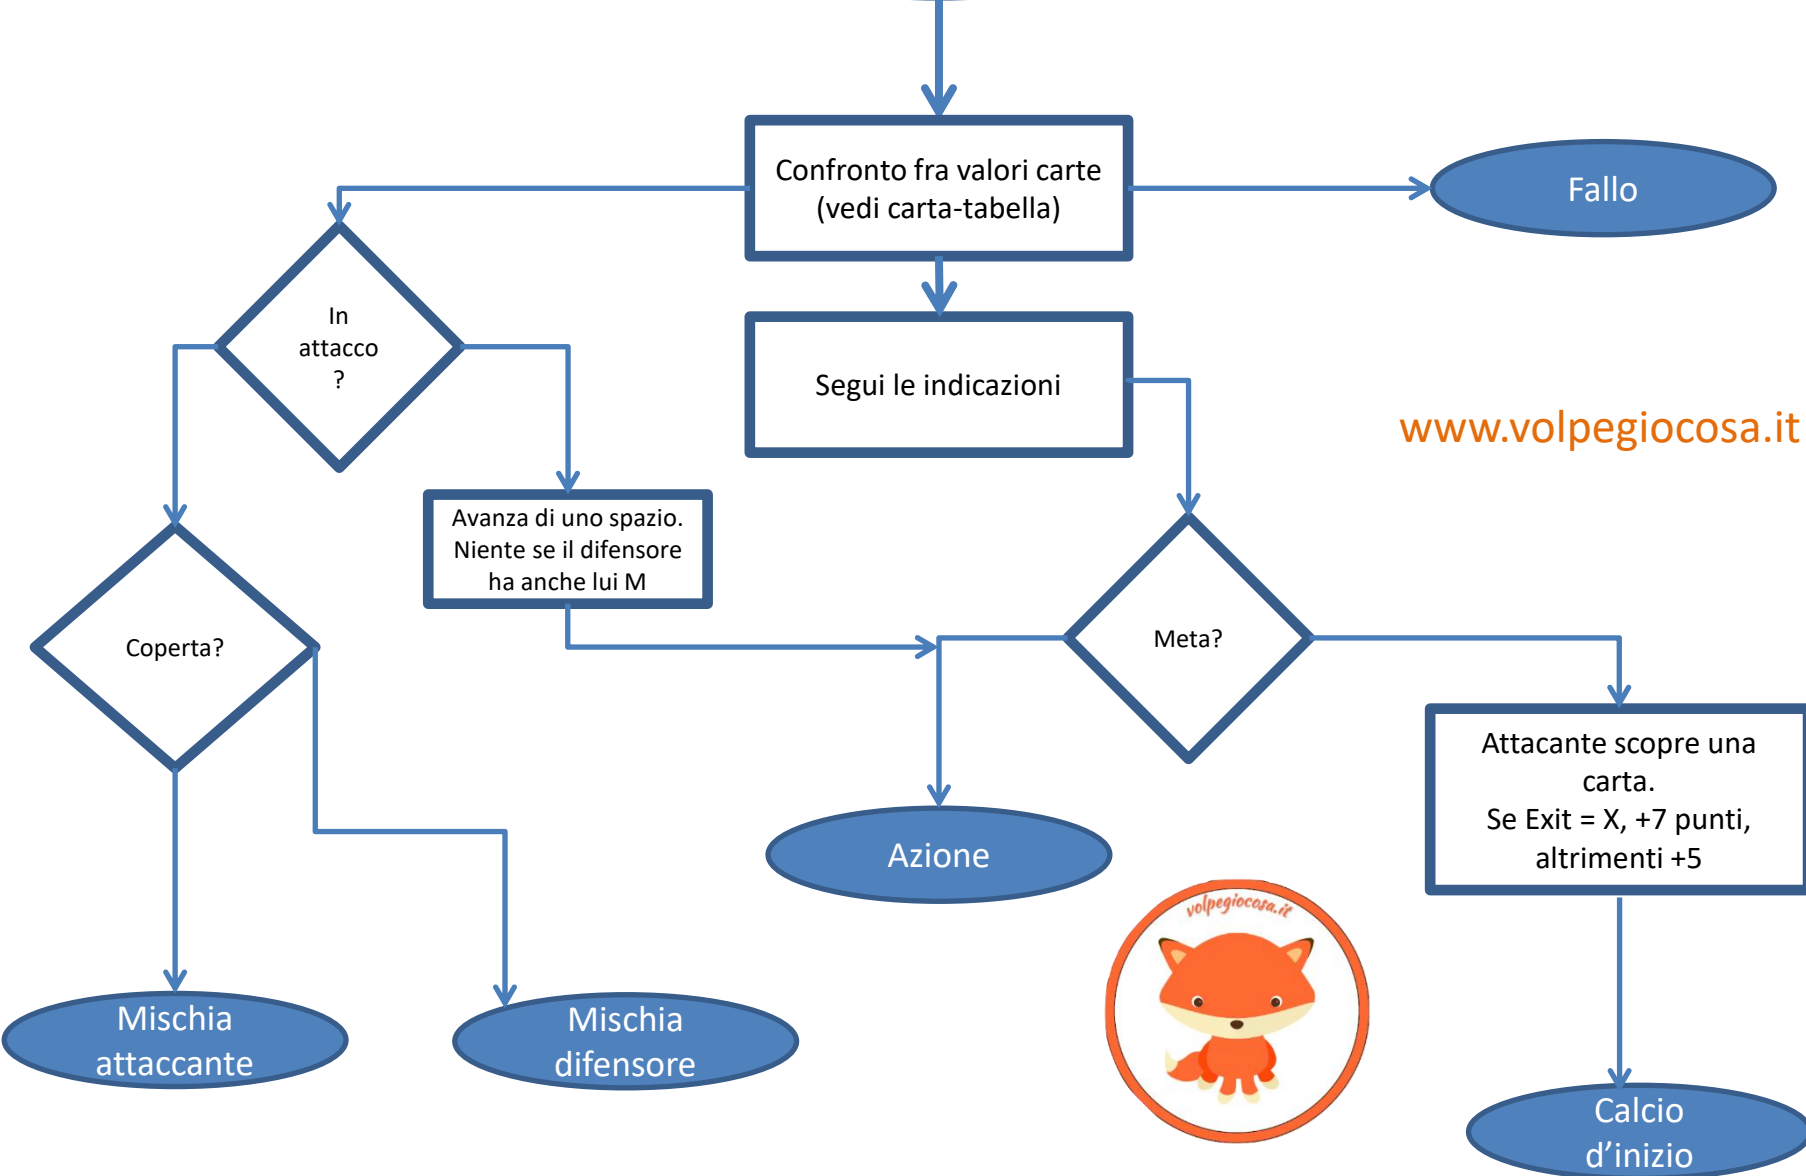 Confronto fra valori carte
(vedi carta-tabella)
Fallo
In
attacco
?
Segui le indicazioni
www.volpegiocosa.it
Avanza di uno spazio.
Niente se il difensore
ha anche lui M
Coperta?
Meta?
Attacante scopre una
carta.
Se Exit = X, +7 punti,
altrimenti +5
Azione
volpegiocosa.it
Mischia
attaccante
Mischia
difensore
Calcio
d’inizio